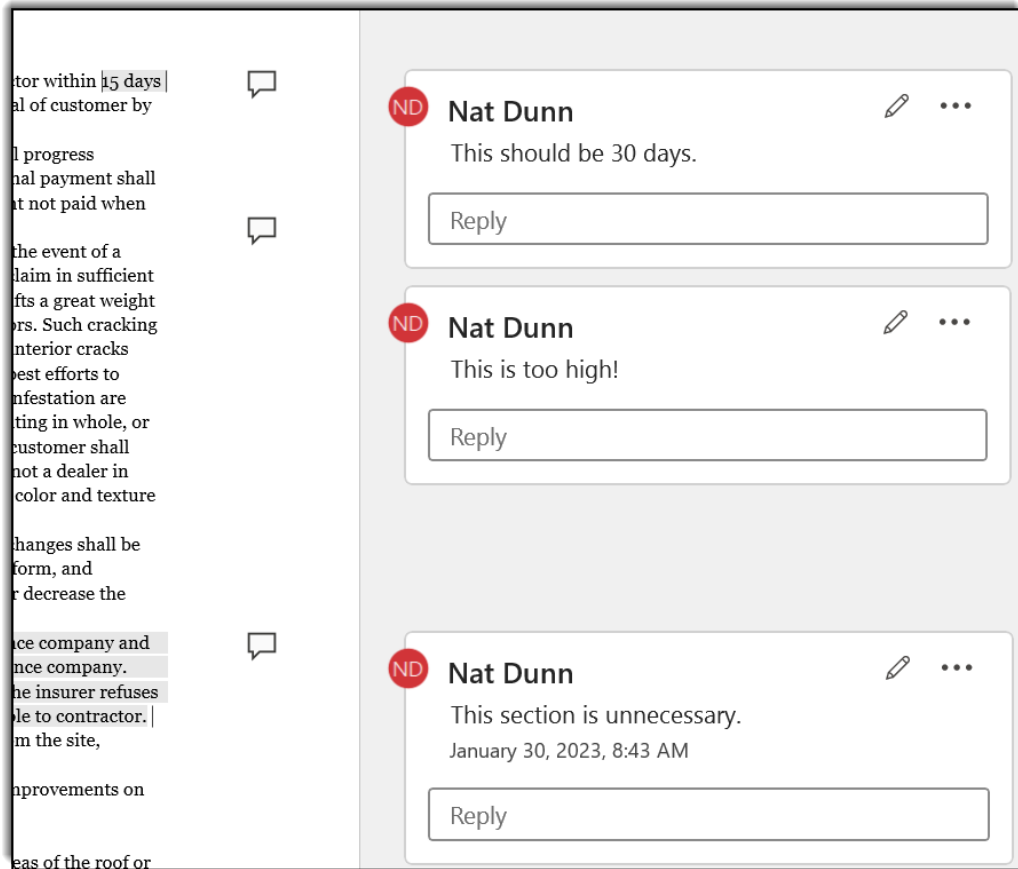 tor within 15 days
al of customer by
l progress
nal payment shall
nt not paid when
the event of a
laim in sufficient
fts a great weight
ors. Such cracking
nterior cracks
best efforts to
nfestation are
ting in whole, or
customer shall
not a dealer in
color and texture
hanges shall be
form, and
r decrease the
nce company and
nce company.
he insurer refuses
le to contractor.
m the site,
mprovements on
eas of the roof or
ND
Nat Dunn
This should be 30 days.
Reply
ND
Nat Dunn
This is too high!
Reply
ND
Nat Dunn
This section is unnecessary.
January 30, 2023, 8:43 AM
Reply